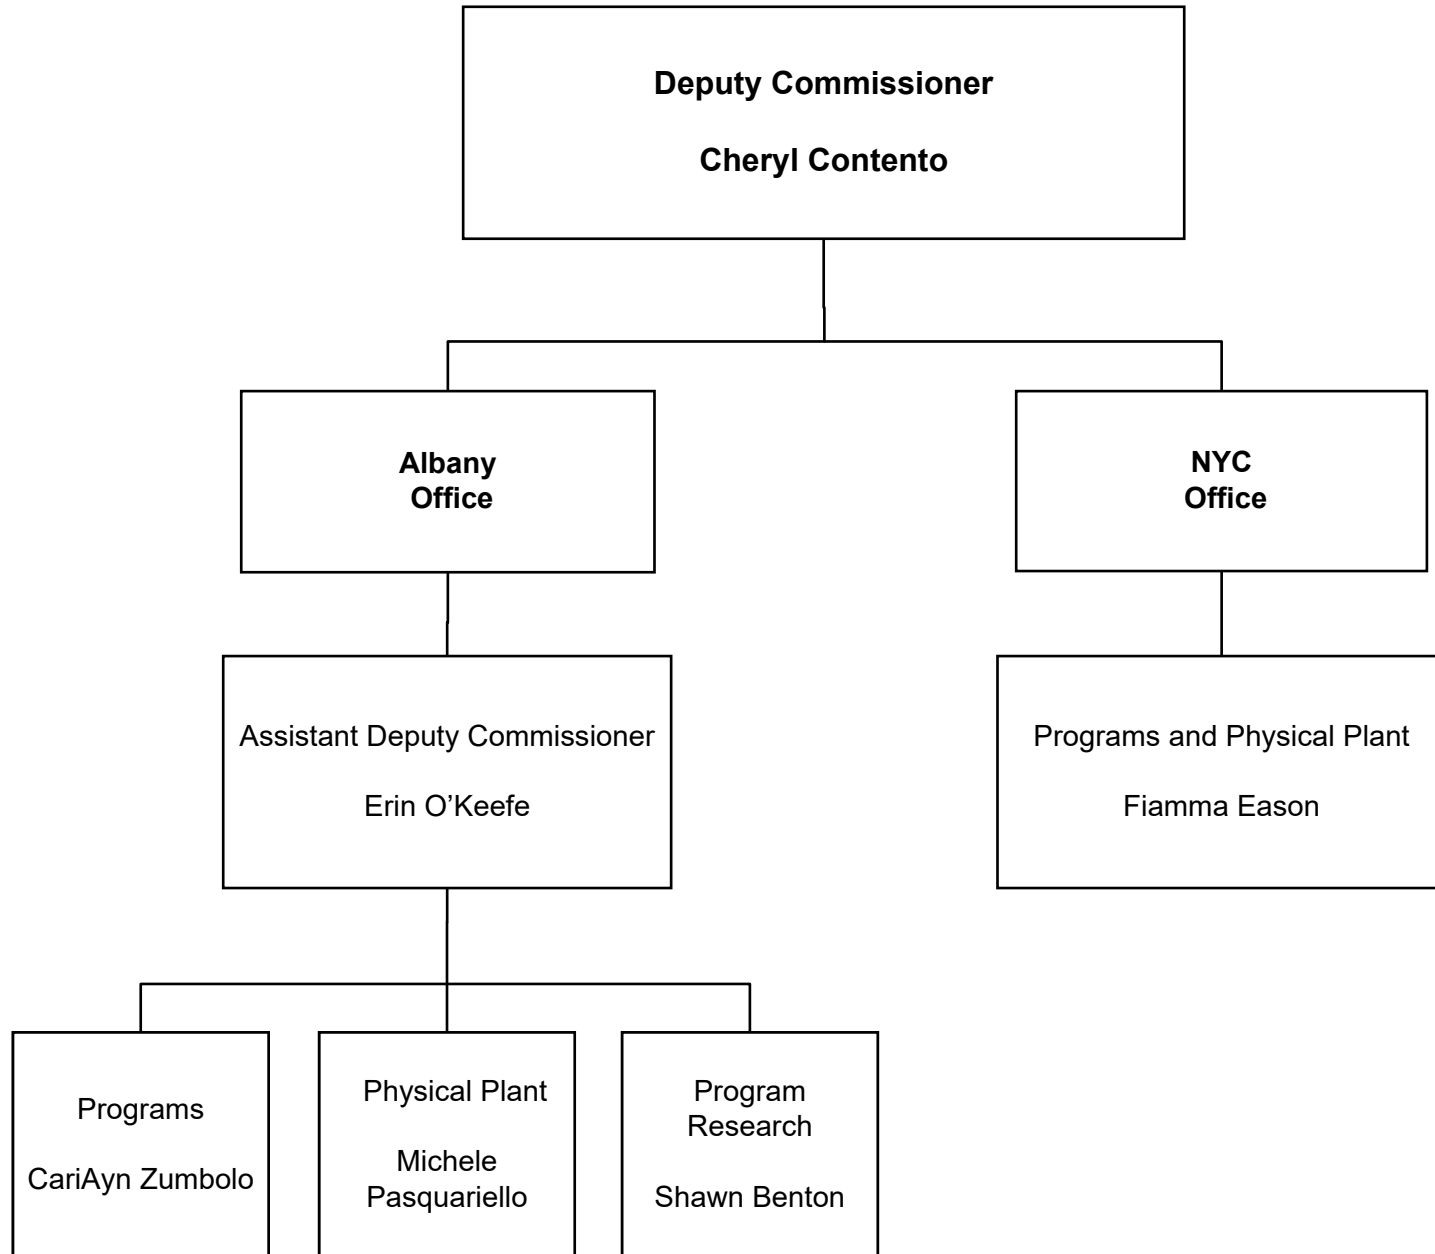 Deputy Commissioner
Cheryl Contento
Albany
Office
NYC
Office
Assistant Deputy Commissioner
Erin O’Keefe
Programs and Physical Plant
Fiamma Eason
Programs
CariAyn Zumbolo
Physical Plant
Michele
Pasquariello
Program
Research
Shawn Benton